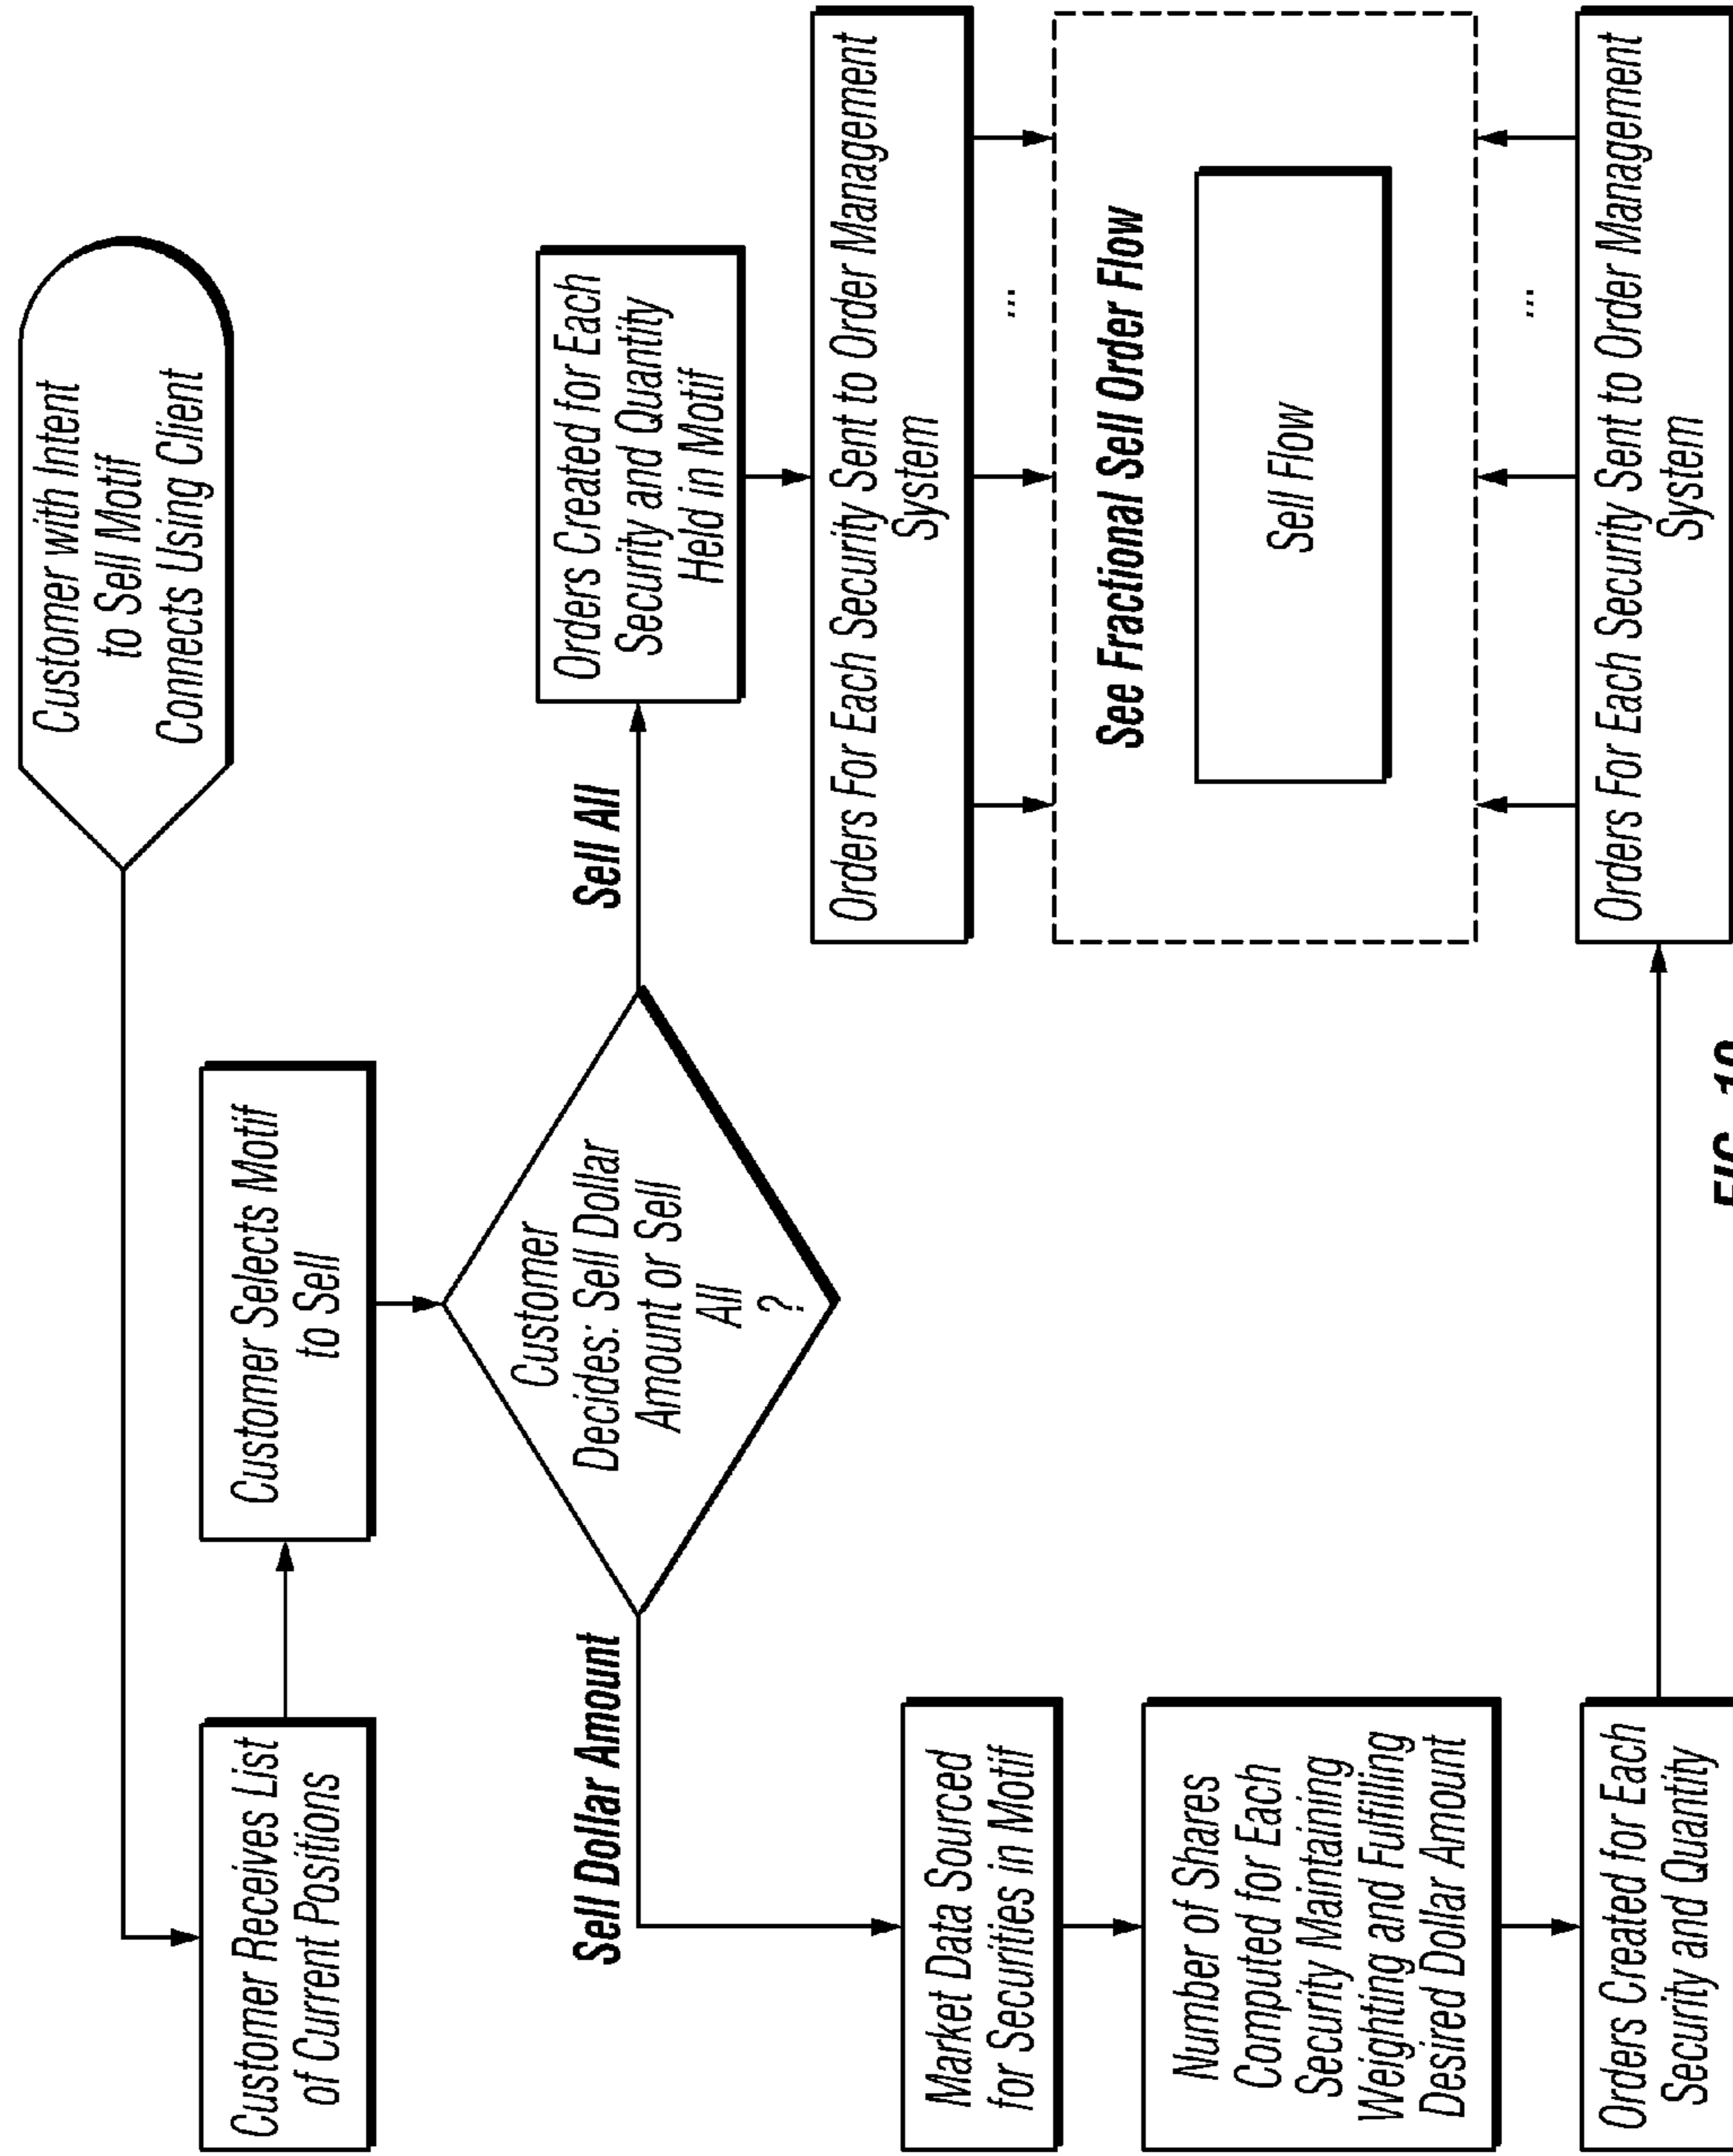 Customer with Intent
to Sell Motif
Connects Using Client
Customer Receives List
of Current Positions
Customer Selects Motif
to Sell
Customer
Decides: Sell Dollar
Amount or Sell
All
?
Sell Dollar Amount
Sell All
Orders Created for Each
Security and Quantity
Held in Motif
Orders For Each Security Sent to Order Management
System
...
See Fractional Sell Order Flow
Sell Flow
Market Data Sourced
for Securities in Motif
Number of Shares
Computed for Each
Security Maintaining
Weighting and Fulfilling
Desired Dollar Amount
Orders Created for Each
Security and Quantity
...
Orders For Each Security Sent to Order Management
System